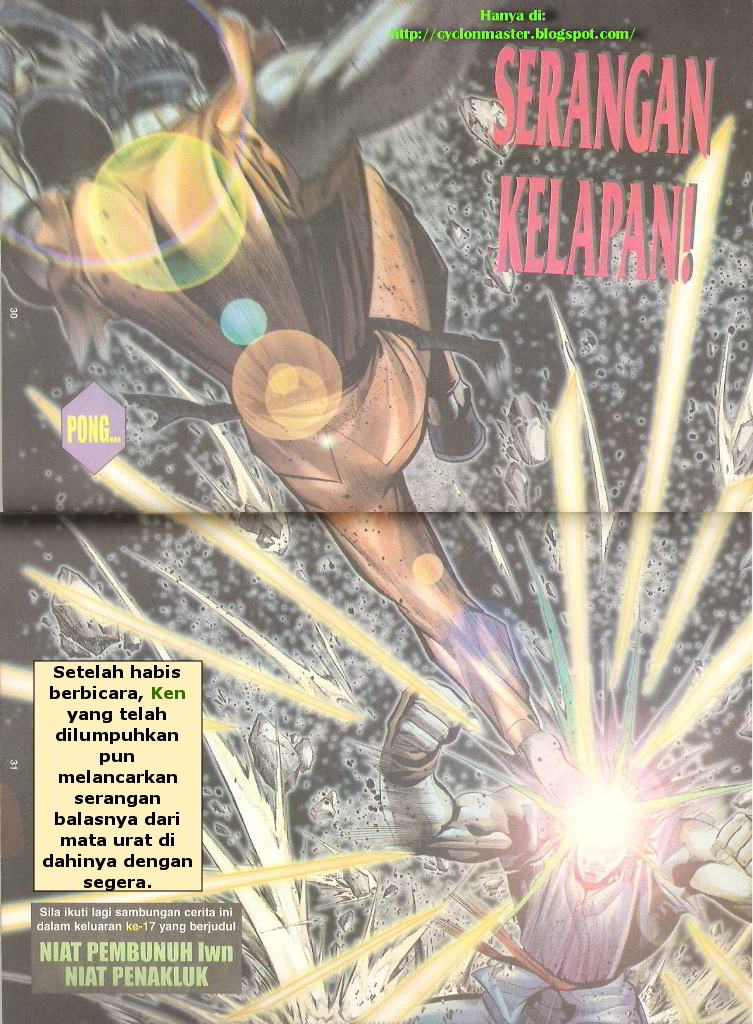 Hanya di:
http://cyclonmaster.blogspot.com/
SERANGAN
KELAPAN!
30
PONG...
Setelah habis
berbicara, Ken
yang telah
dilumpuhkan
pun
melancarkan
serangan
balasnya dari
mata urat di
dahinya dengan
segera.
31
Sila ikuti lagi sambungan cerita ini
dalam keluaran ke-17 yang berjudul
NIAT PEMBUNUH lwn
NIAT PENAKLUK